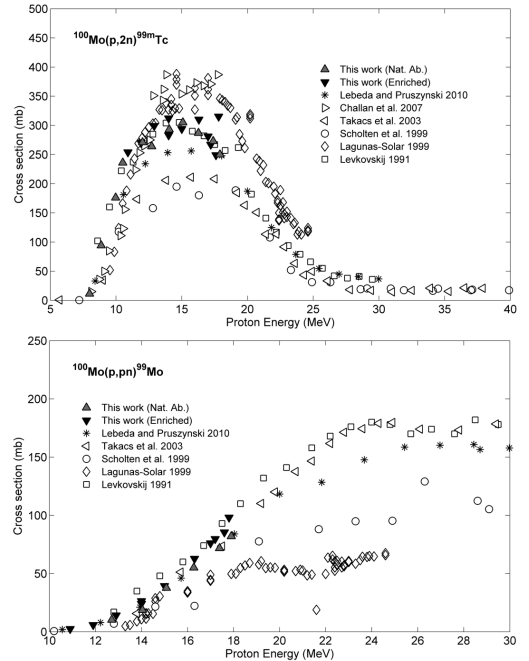 ¹⁰⁰Mo(p,2n)⁹⁹ᵐTc
This work (Nat. Ab.)
This work (Enriched)
Lebeda and Pruszynski 2010
Challan et al. 2007
Takacs et al. 2003
Scholten et al. 1999
Lagunas-Solar 1999
Levkovskij 1991
Cross section (mb)
500
450
400
350
300
250
200
150
100
50
0
5 10 15 20 25 30 35 40
Proton Energy (MeV)
¹⁰⁰Mo(p,pn)⁹⁹Mo
This work (Nat. Ab.)
This work (Enriched)
Lebeda and Pruszynski 2010
Takacs et al. 2003
Scholten et al. 1999
Lagunas-Solar 1999
Levkovskij 1991
Cross section (mb)
250
200
150
100
50
0
10 12 14 16 18 20 22 24 26 28 30
Proton Energy (MeV)